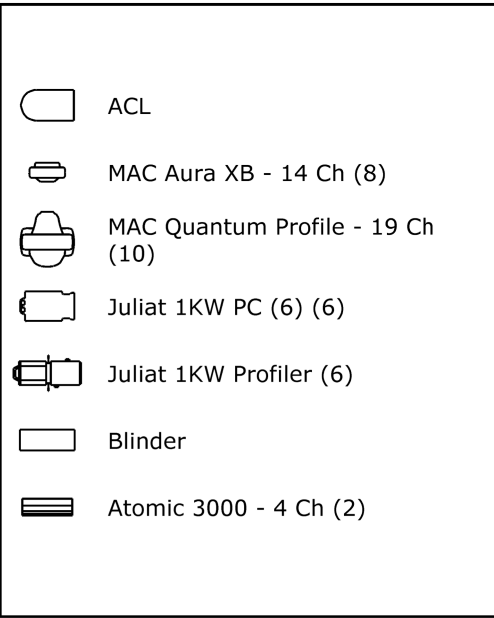 ACL
MAC Aura XB - 14 Ch (8)
MAC Quantum Profile - 19 Ch
(10)
Juliat 1KW PC (6) (6)
Juliat 1KW Profiler (6)
Blinder
Atomic 3000 - 4 Ch (2)